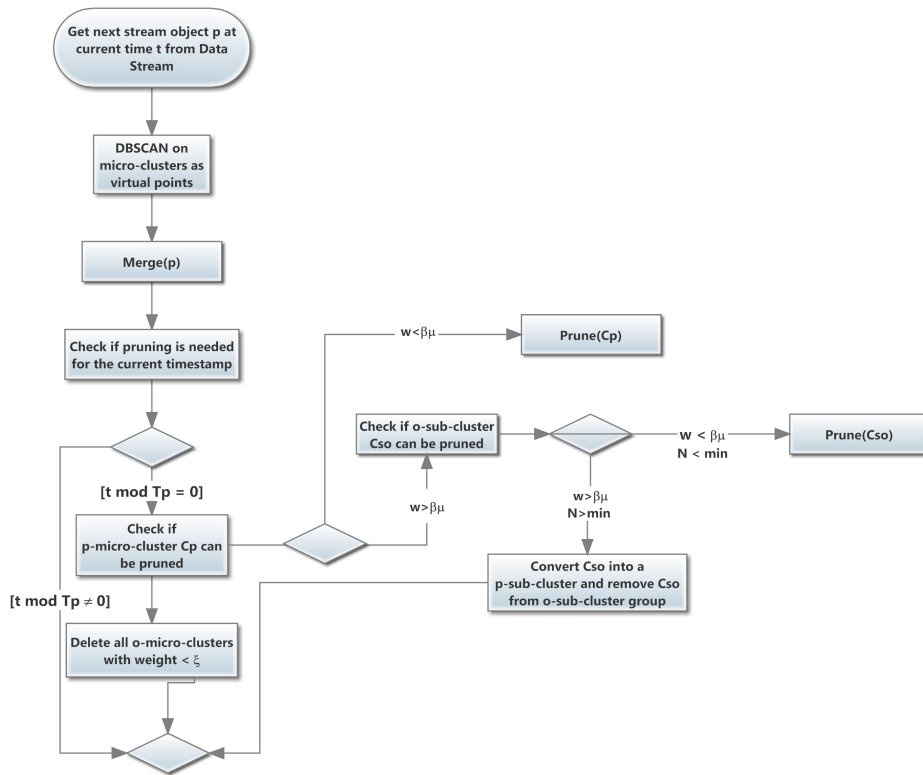 Get next stream object p at
current time t from Data
Stream
DBSCAN on
micro-clusters as
virtual points
Merge(p)
Check if pruning is needed
for the current timestamp
w<βμ
Prune(Cp)
Check if o-sub-cluster
Cso can be pruned
w < βμ
N < min
Prune(Cso)
[t mod Tp = 0]
w>βμ
w>βμ
N>min
Check if
p-micro-cluster Cp can
be pruned
Convert Cso into a
p-sub-cluster and remove Cso
from o-sub-cluster group
[t mod Tp ≠ 0]
Delete all o-micro-clusters
with weight < ξ